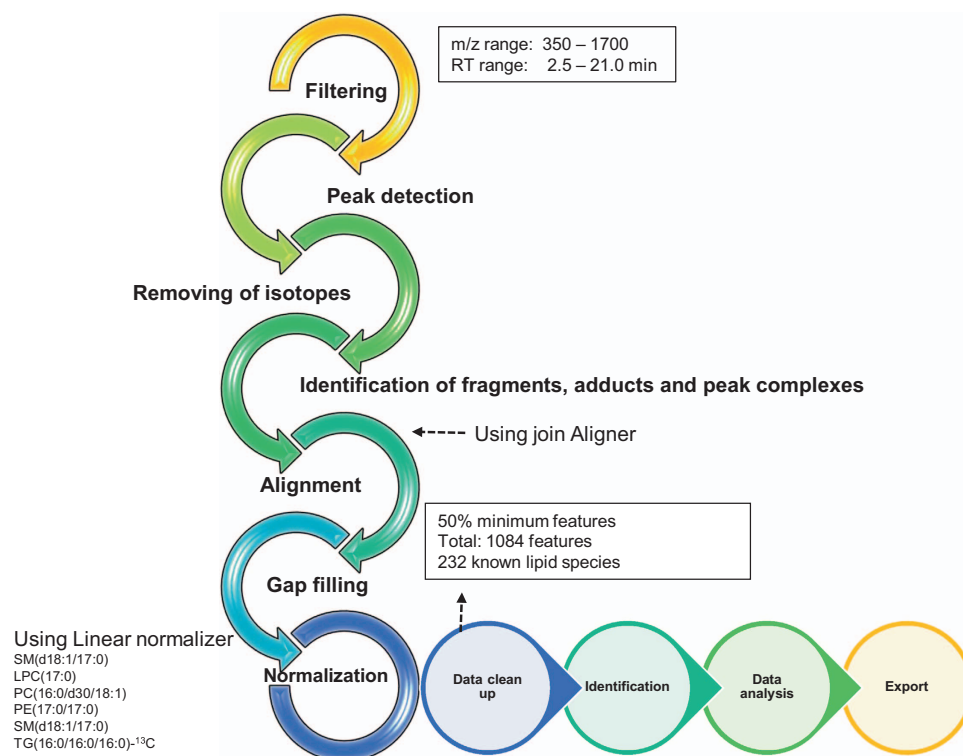 m/z range: 350 – 1700
RT range: 2.5 – 21.0 min
Filtering
Peak detection
Removing of isotopes
Identification of fragments, adducts and peak complexes
Using join Aligner
Alignment
50% minimum features
Total: 1084 features
232 known lipid species
Gap filling
Using Linear normalizer
SM(d18:1/17:0)
LPC(17:0)
PC(16:0/d30/18:1)
PE(17:0/17:0)
SM(d18:1/17:0)
TG(16:0/16:0/16:0)-¹³C
Normalization
Data clean
up
Identification
Data
analysis
Export